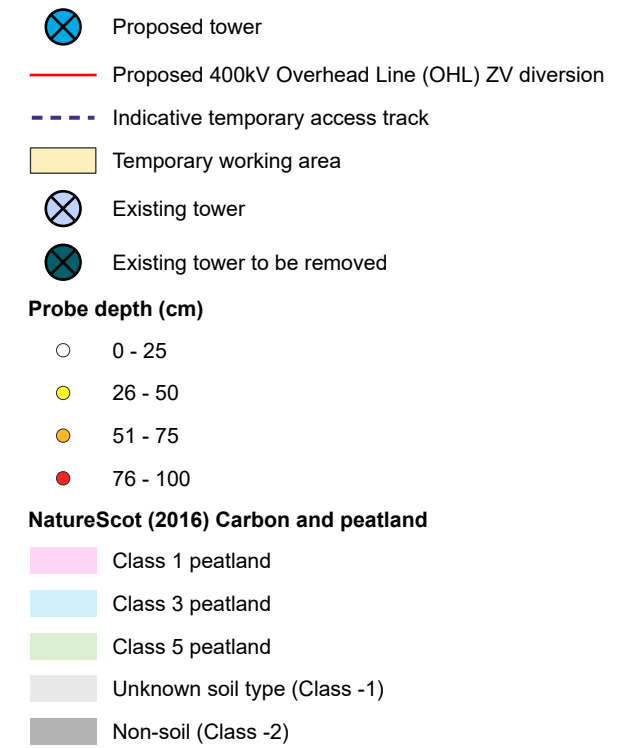 Proposed tower
Proposed 400kV Overhead Line (OHL) ZV diversion
Indicative temporary access track
Temporary working area
Existing tower
Existing tower to be removed
Probe depth (cm)
0 - 25
26 - 50
51 - 75
76 - 100
NatureScot (2016) Carbon and peatland
Class 1 peatland
Class 3 peatland
Class 5 peatland
Unknown soil type (Class -1)
Non-soil (Class -2)